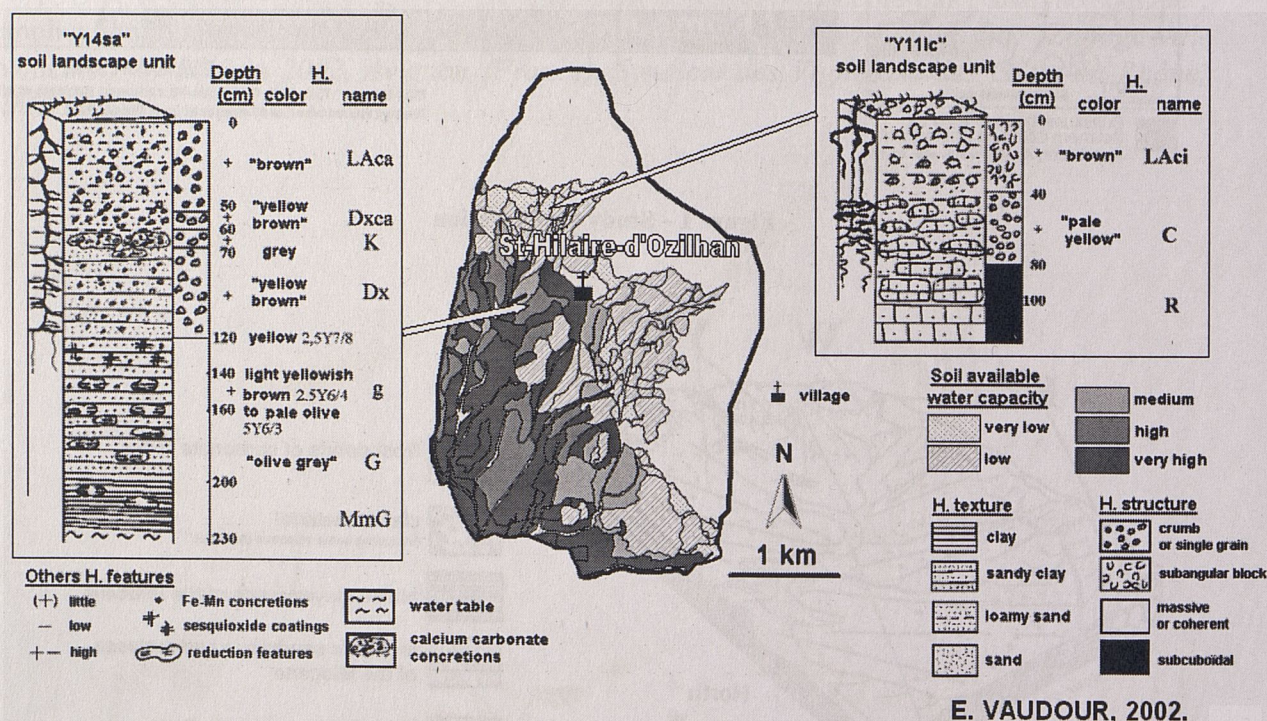 "Y14sa"
soil landscape unit
Depth (cm) color H. name
0
+ "brown" LAca
50
+ "yellow brown" Dxca
60
+ grey K
70
+ "yellow brown" Dx
120 yellow 2,5Y7/8
140 light yellowish
+ brown 2.5Y6/4 g
160 to pale olive
5Y6/3
"olive grey" G
200
MmG
230
"Y11lc"
soil landscape unit
Depth (cm) color H. name
0
+ "brown" LAci
40
+ "pale yellow" C
80
100 R
St-Hilaire-d'Ozilhan
village
N
1 km
Soil available
water capacity
very low
low
medium
high
very high
H. texture
clay
sandy clay
loamy sand
sand
H. structure
crumb
or single grain
subangular block
massive
or coherent
subcuboïdal
Others H. features
(+) little
− low
+− high
Fe-Mn concretions
sesquioxide coatings
reduction features
water table
calcium carbonate
concretions
E. VAUDOUR, 2002.